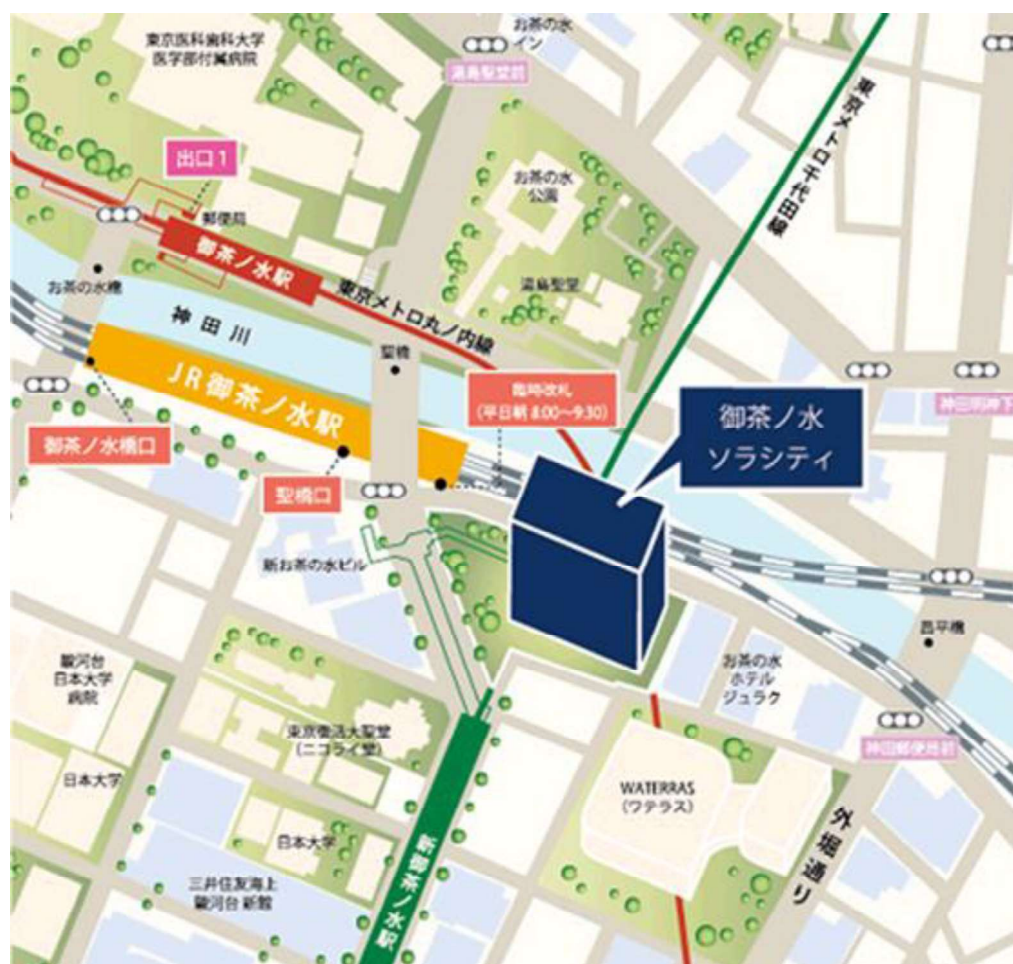 東京医科歯科大学
医学部付属病院
お茶の水
イン
湯島聖堂前
出口1
郵便局
御茶ノ水駅
お茶の水橋
神田川
東京メトロ丸ノ内線
東京メトロ千代田線
お茶の水
公園
湯島聖堂
聖橋
JR御茶ノ水駅
臨時改札
(平日朝 8:00〜9:30)
御茶ノ水
ソラシティ
神田明神下
御茶ノ水橋口
聖橋口
新お茶の水ビル
昌平橋
お茶の水
ホテル
ジュラク
神田郵便局前
駿河台
日本大学
病院
東京復活大聖堂
(ニコライ堂)
日本大学
日本大学
WATERRAS
(ワテラス)
外堀通り
三井住友海上
駿河台新館
新御茶ノ水駅